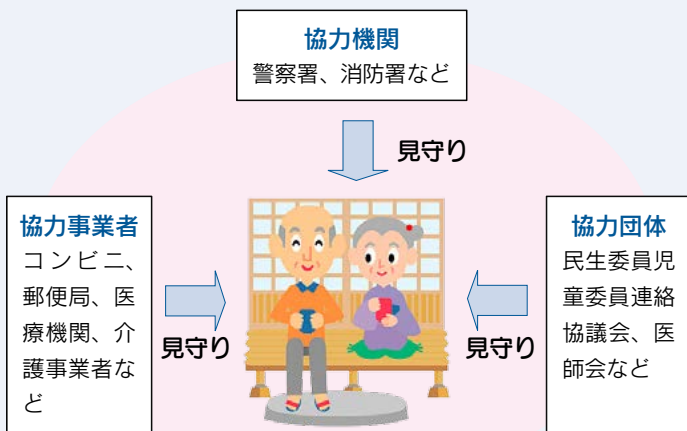 協力機関
警察署、消防署など
見守り
協力事業者
コンビニ、
郵便局、医
療機関、介
護事業者な
ど
見守り
協力団体
民生委員児
童委員連絡
協議会、医
師会など
見守り